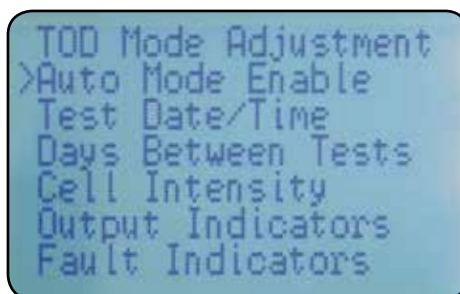 TOD Mode Adjustment
>Auto Mode Enable
Test Date/Time
Days Between Tests
Cell Intensity
Output Indicators
Fault Indicators